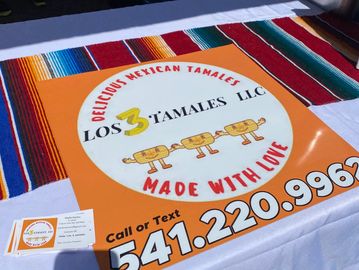 DELICIOUS MEXICAN TAMALES
LOS 3 TAMALES LLC
MADE WITH LOVE
Call or Text
541.220.9962